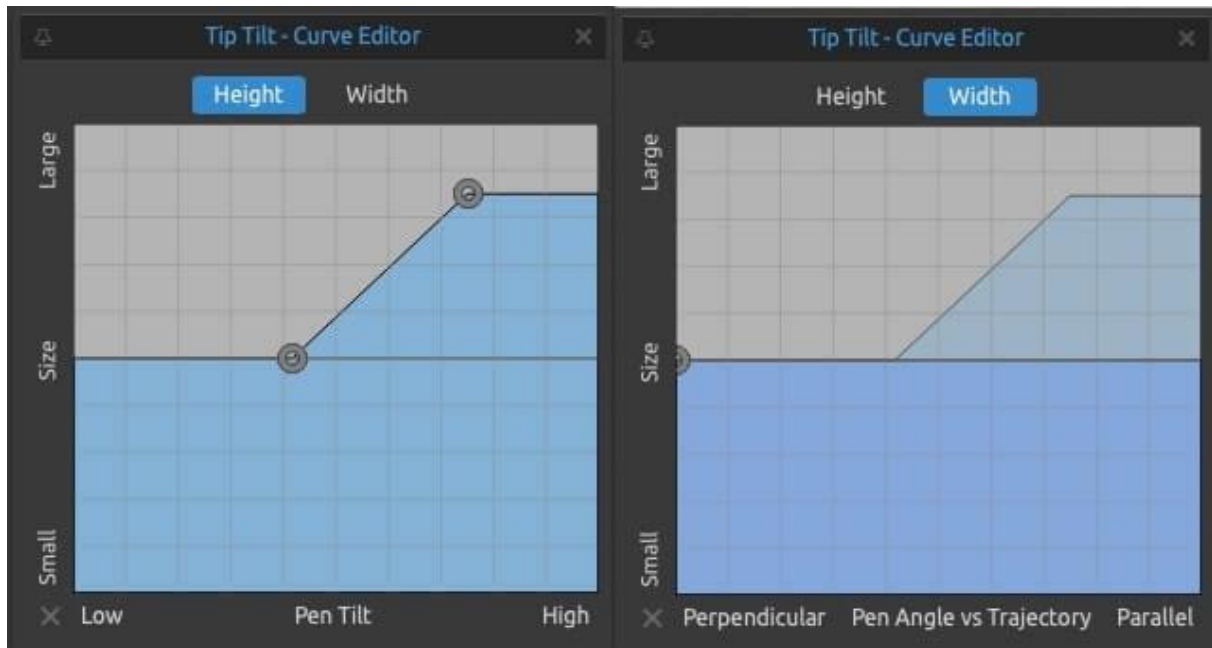 Tip Tilt - Curve Editor
Height Width
Large
Size
Small
Low Pen Tilt High
Tip Tilt - Curve Editor
Height Width
Large
Size
Small
Perpendicular Pen Angle vs Trajectory Parallel